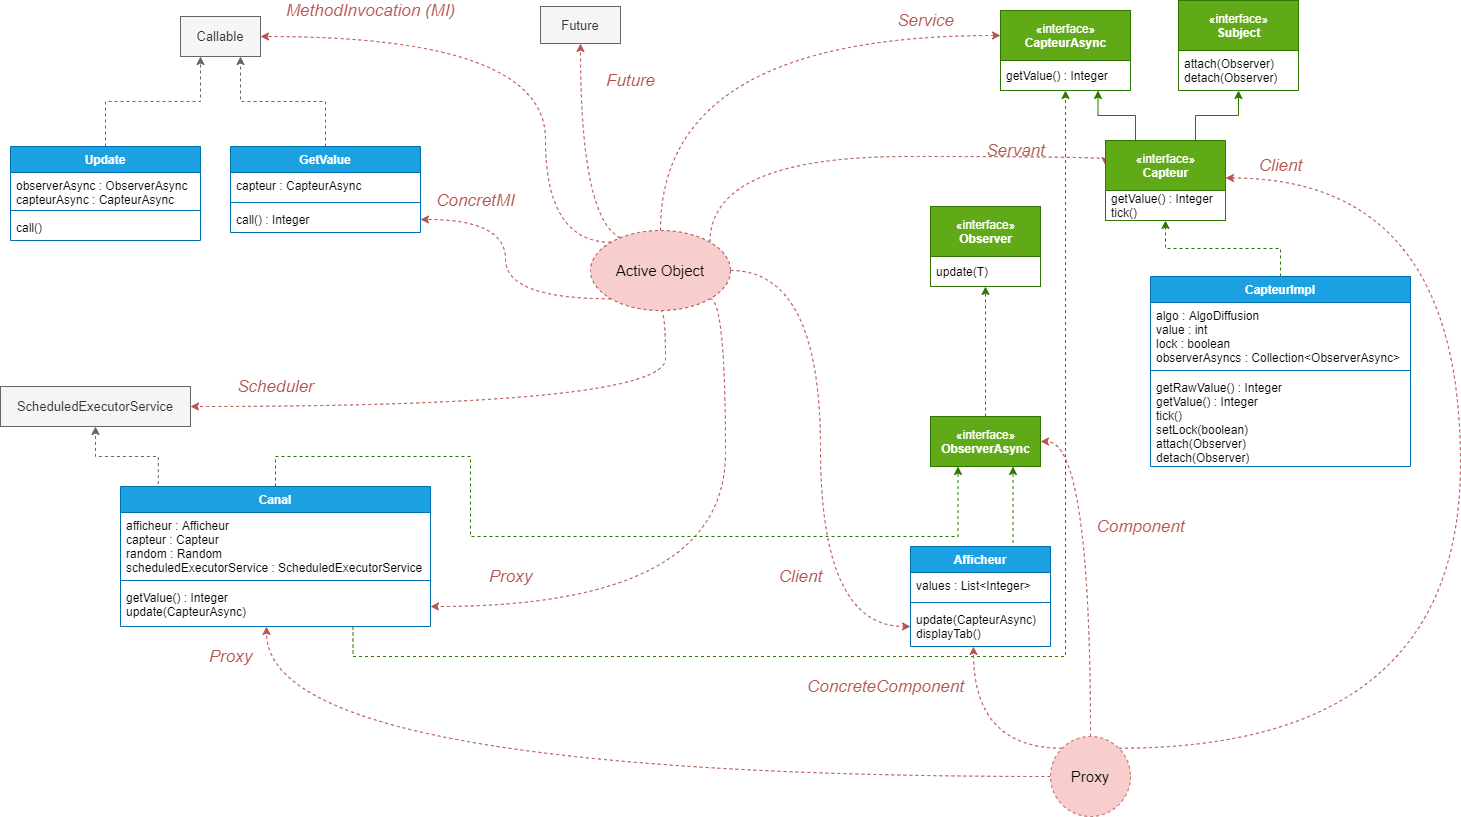 MethodInvocation (MI)
Callable
Future
Future
Service
«interface»
CapteurAsync
getValue() : Integer
«interface»
Subject
attach(Observer)
detach(Observer)
Update
observerAsync : ObserverAsync
capteurAsync : CapteurAsync
call()
GetValue
capteur : CapteurAsync
call() : Integer
ConcretMI
Servant
«interface»
Capteur
getValue() : Integer
tick()
Client
Active Object
«interface»
Observer
update(T)
CapteurImpl
algo : AlgoDiffusion
value : int
lock : boolean
observerAsyncs : Collection<ObserverAsync>
getRawValue() : Integer
getValue() : Integer
tick()
setLock(boolean)
attach(Observer)
detach(Observer)
Scheduler
ScheduledExecutorService
«interface»
ObserverAsync
Canal
afficheur : Afficheur
capteur : Capteur
random : Random
scheduledExecutorService : ScheduledExecutorService
getValue() : Integer
update(CapteurAsync)
Component
Proxy
Client
Afficheur
values : List<Integer>
update(CapteurAsync)
displayTab()
Proxy
ConcreteComponent
Proxy